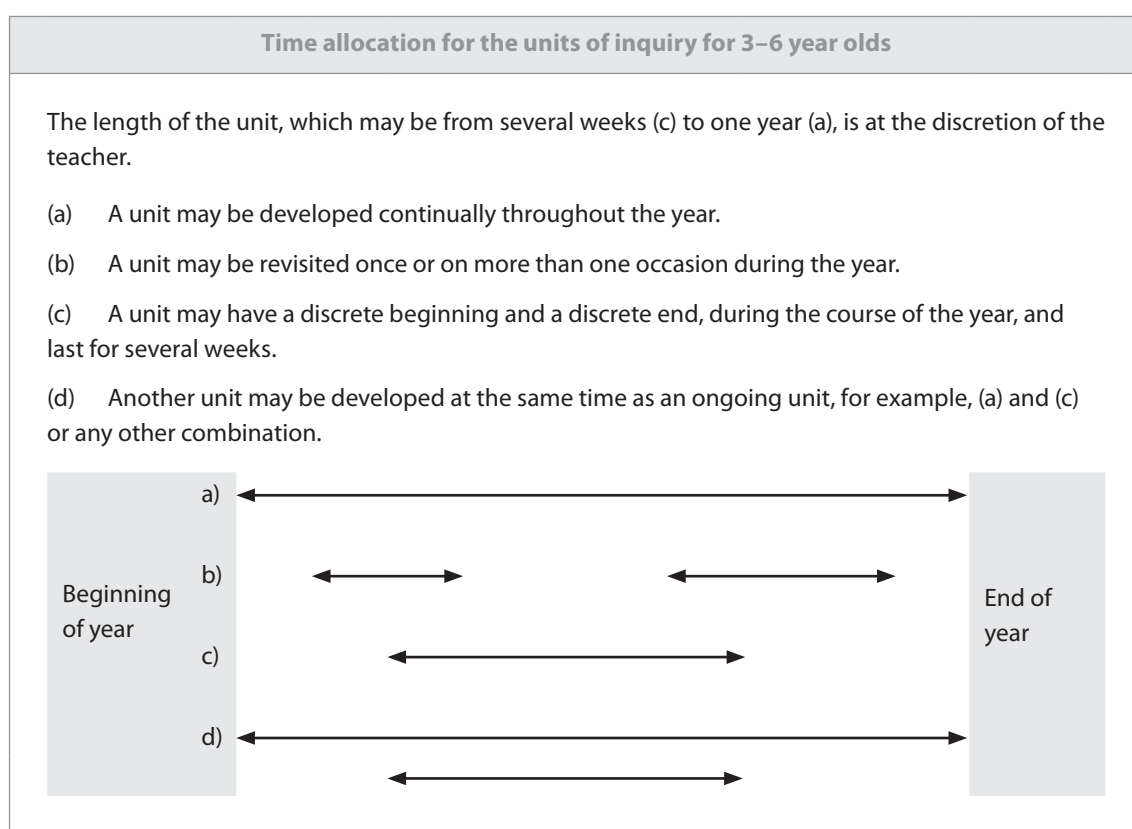 Time allocation for the units of inquiry for 3–6 year olds
The length of the unit, which may be from several weeks (c) to one year (a), is at the discretion of the
teacher.
(a) A unit may be developed continually throughout the year.
(b) A unit may be revisited once or on more than one occasion during the year.
(c) A unit may have a discrete beginning and a discrete end, during the course of the year, and
last for several weeks.
(d) Another unit may be developed at the same time as an ongoing unit, for example, (a) and (c)
or any other combination.
a)
b)
Beginning
of year
End of
year
c)
d)